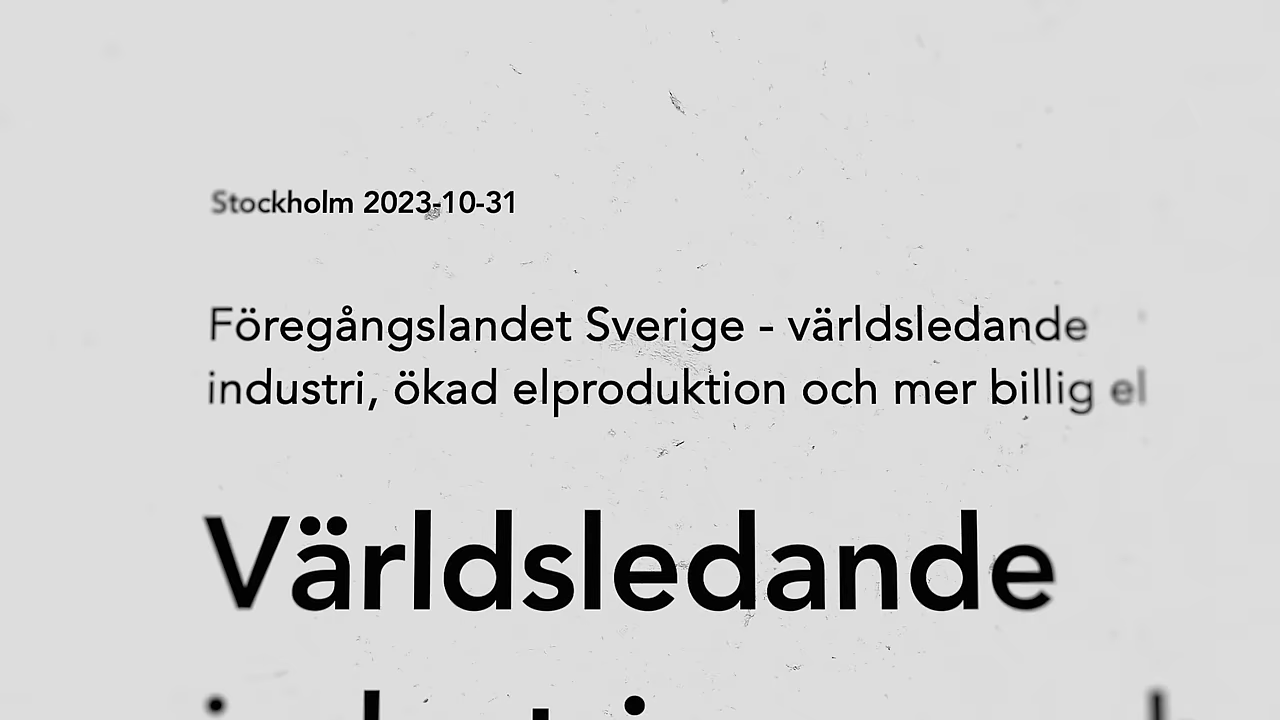 Stockholm 2023-10-31
Föregångslandet Sverige - världsledande
industri, ökad elproduktion och mer billig el
Världsledande